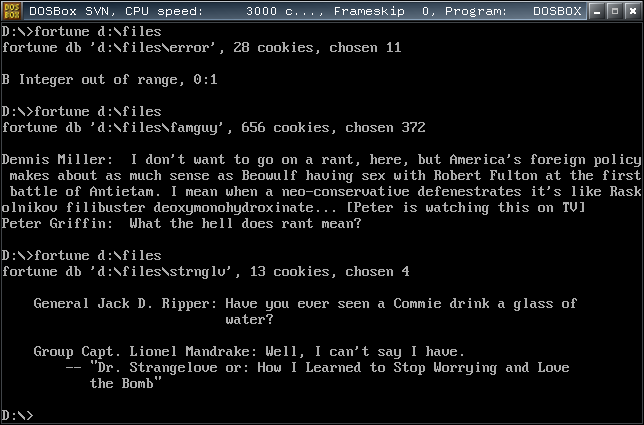 DOS
BOX
DOSBox SVN, CPU speed:     3000 c..., Frameskip  0, Program:   DOSBOX
D:\>fortune d:\files
fortune db 'd:\files\error', 28 cookies, chosen 11
B Integer out of range, 0:1
D:\>fortune d:\files
fortune db 'd:\files\famguy', 656 cookies, chosen 372
Dennis Miller:  I don't want to go on a rant, here, but America's foreign policy
 makes about as much sense as Beowulf having sex with Robert Fulton at the first
 battle of Antietam. I mean when a neo-conservative defenestrates it's like Rask
olnikov filibuster deoxymonohydroxinate... [Peter is watching this on TV]
Peter Griffin:  What the hell does rant mean?
D:\>fortune d:\files
fortune db 'd:\files\strnglv', 13 cookies, chosen 4
    General Jack D. Ripper: Have you ever seen a Commie drink a glass of
                            water?
    Group Capt. Lionel Mandrake: Well, I can't say I have.
        -- "Dr. Strangelove or: How I Learned to Stop Worrying and Love
           the Bomb"
D:\>